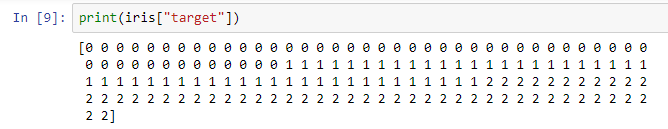 In [9]: print(iris["target"])
[0 0 0 0 0 0 0 0 0 0 0 0 0 0 0 0 0 0 0 0 0 0 0 0 0 0 0 0 0 0 0 0 0 0 0 0 0
0 0 0 0 0 0 0 0 0 0 0 0 0 1 1 1 1 1 1 1 1 1 1 1 1 1 1 1 1 1 1 1 1 1 1 1 1
1 1 1 1 1 1 1 1 1 1 1 1 1 1 1 1 1 1 1 1 1 1 1 1 1 1 2 2 2 2 2 2 2 2 2 2 2
2 2 2 2 2 2 2 2 2 2 2 2 2 2 2 2 2 2 2 2 2 2 2 2 2 2 2 2 2 2 2 2 2 2 2 2 2
2 2]